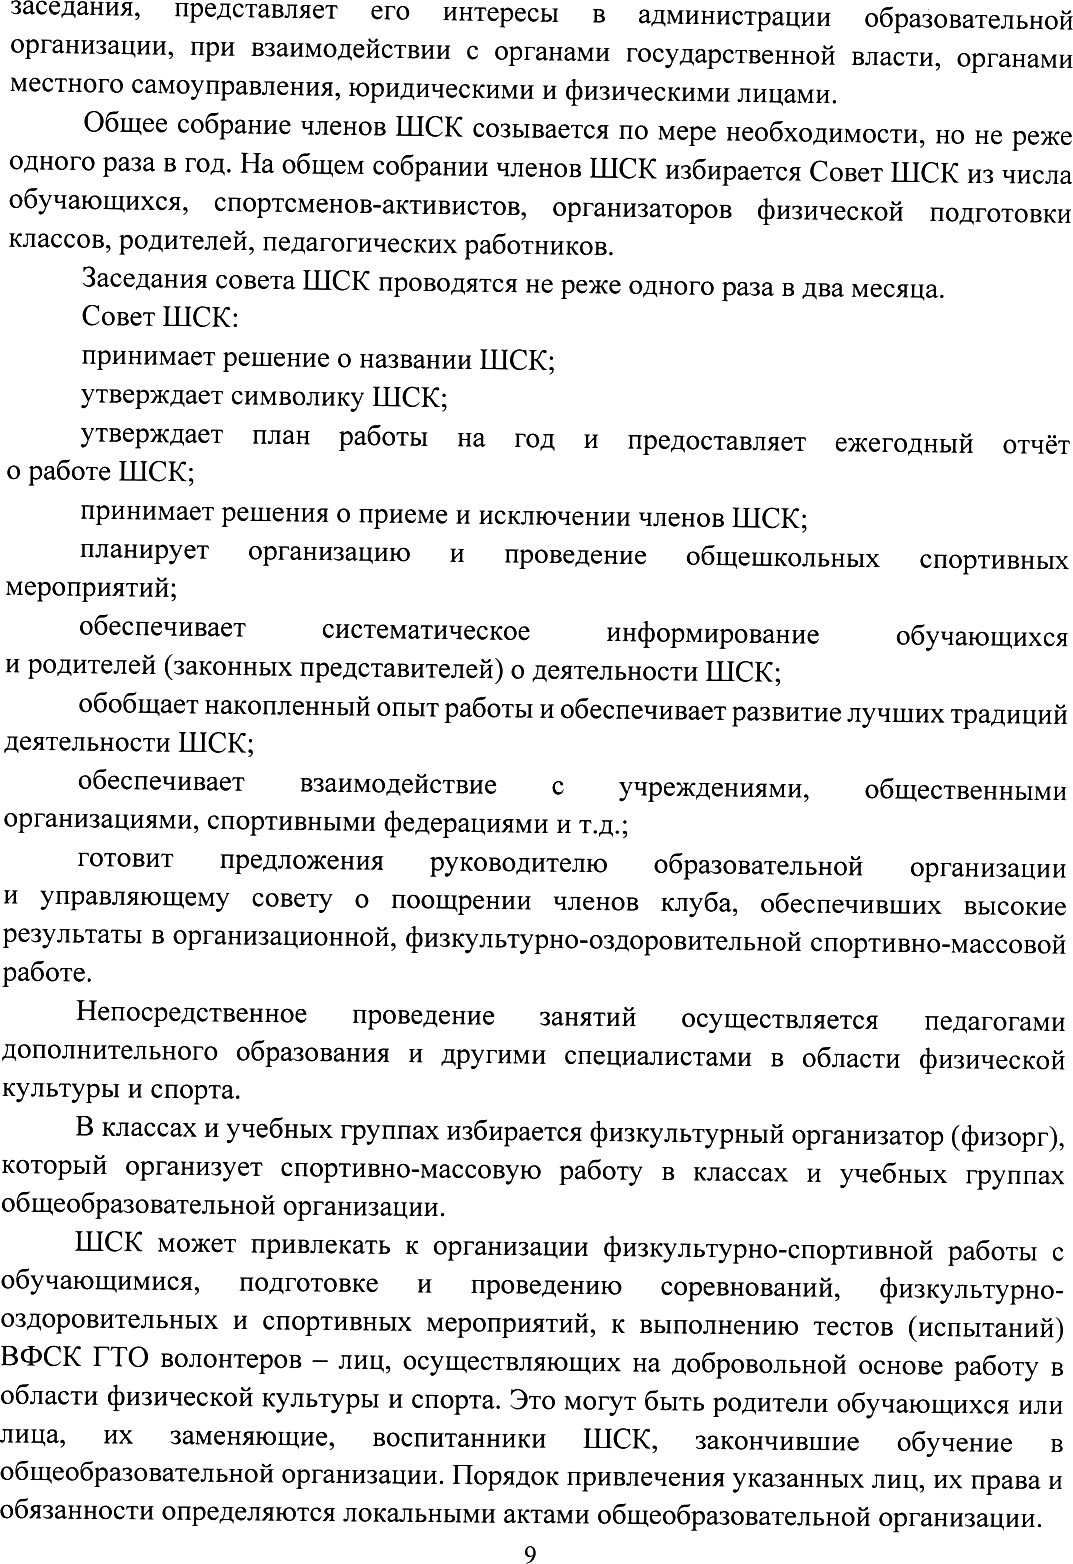 заседания, представляет его интересы в администрации образовательной
организации, при взаимодействии с органами государственной власти, органами
местного самоуправления, юридическими и физическими лицами.
Общее собрание членов ШСК созывается по мере необходимости, но не реже
одного раза в год. На общем собрании членов ШСК избирается Совет ШСК из числа
обучающихся, спортсменов-активистов, организаторов физической подготовки
классов, родителей, педагогических работников.
Заседания совета ШСК проводятся не реже одного раза в два месяца.
Совет ШСК:
принимает решение о названии ШСК;
утверждает символику ШСК;
утверждает план работы на год и предоставляет ежегодный отчёт
о работе ШСК;
принимает решения о приеме и исключении членов ШСК;
планирует организацию и проведение общешкольных спортивных
мероприятий;
обеспечивает систематическое информирование обучающихся
и родителей (законных представителей) о деятельности ШСК;
обобщает накопленный опыт работы и обеспечивает развитие лучших традиций
деятельности ШСК;
обеспечивает взаимодействие с учреждениями, общественными
организациями, спортивными федерациями и т.д.;
готовит предложения руководителю образовательной организации
и управляющему совету о поощрении членов клуба, обеспечивших высокие
результаты в организационной, физкультурно-оздоровительной спортивно-массовой
работе.
Непосредственное проведение занятий осуществляется педагогами
дополнительного образования и другими специалистами в области физической
культуры и спорта.
В классах и учебных группах избирается физкультурный организатор (физорг),
который организует спортивно-массовую работу в классах и учебных группах
общеобразовательной организации.
ШСК может привлекать к организации физкультурно-спортивной работы с
обучающимися, подготовке и проведению соревнований, физкультурно-
оздоровительных и спортивных мероприятий, к выполнению тестов (испытаний)
ВФСК ГТО волонтеров – лиц, осуществляющих на добровольной основе работу в
области физической культуры и спорта. Это могут быть родители обучающихся или
лица, их заменяющие, воспитанники ШСК, закончившие обучение в
общеобразовательной организации. Порядок привлечения указанных лиц, их права и
обязанности определяются локальными актами общеобразовательной организации.
9